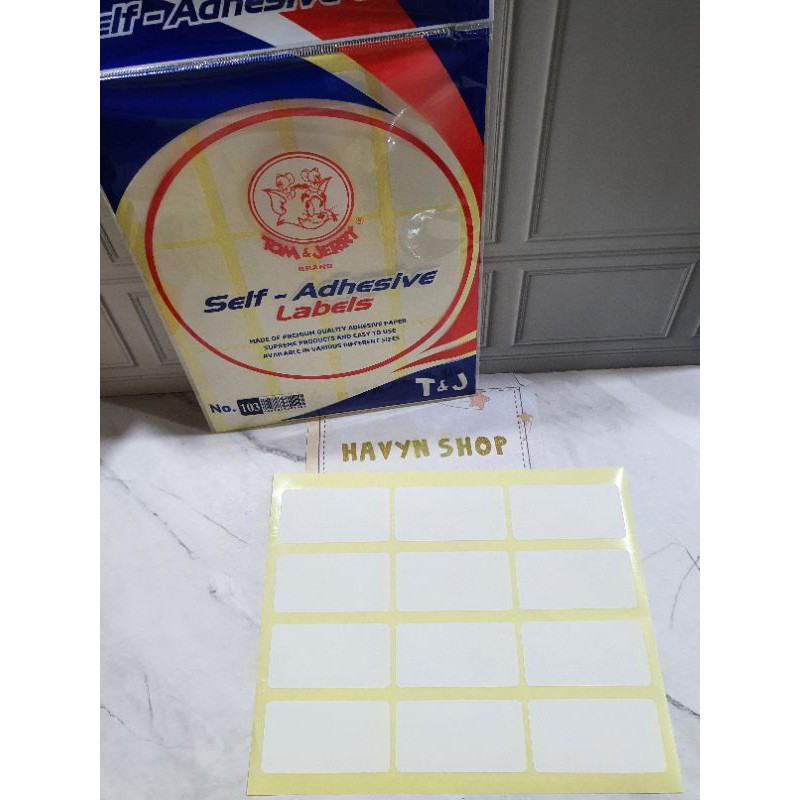 Self - Adhesive
TOM & JERRY
®
BRAND
Self - Adhesive
Labels
MADE OF PREMIUM QUALITY ADHESIVE PAPER
SUPREME PRODUCTS AND EASY TO USE
AVAILABLE IN VARIOUS DIFFERENT SIZES
No. 103
T & J
HAVYN SHOP